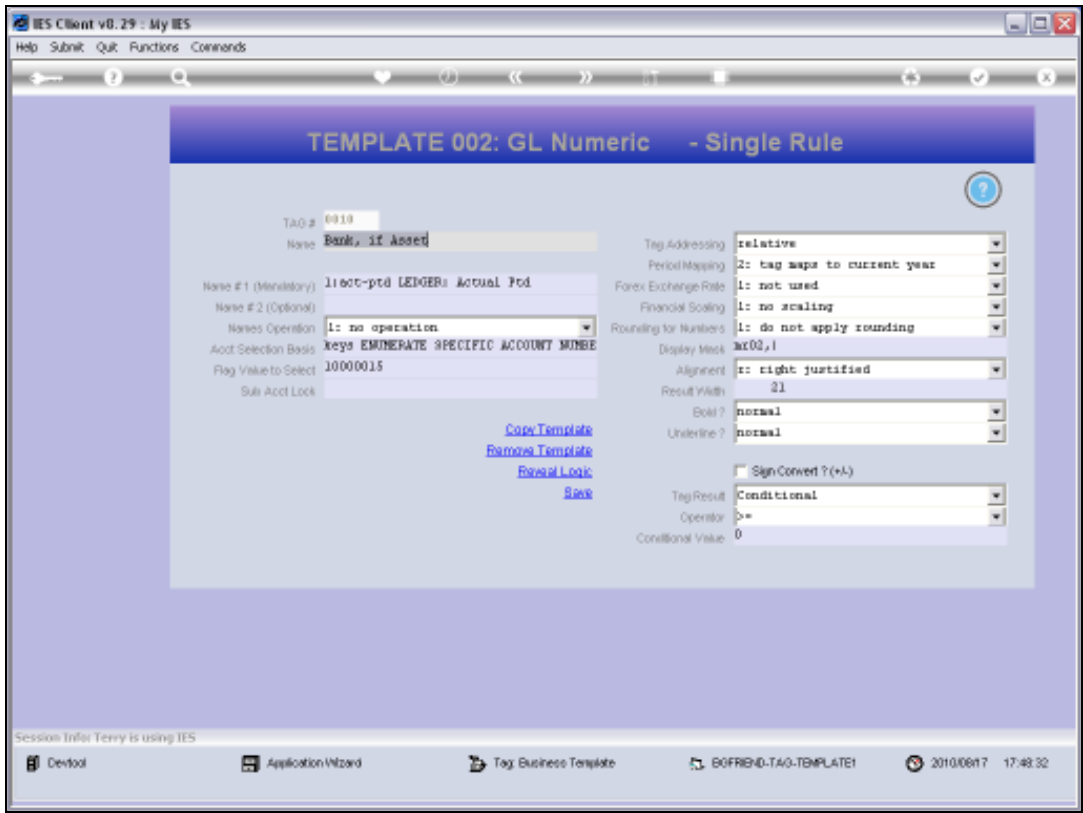 IES Client v8.29 : My IES
Help Submit Quit Functions Commands
TEMPLATE 002: GL Numeric - Single Rule
TAG # 0010
Name Bank, if Asset
Name # 1 (Mandatory) 1:act-ptd LEDGER: Actual Ptd
Name # 2 (Optional)
Names Operation 1: no operation
Acct Selection Basis keys ENUMERATE SPECIFIC ACCOUNT NUMBE
Flag Value to Select 10000015
Sub Acct Lock
Copy Template
Remove Template
Reveal Logic
Save
Tag Addressing relative
Period Mapping 2: tag maps to current year
Forex Exchange Rate 1: not used
Financial Scaling 1: no scaling
Rounding for Numbers 1: do not apply rounding
Display Mask mr02,|
Alignment r: right justified
Result Width 21
Bold ? normal
Underline ? normal
Sign Convert ? (+/-)
Tag Result Conditional
Operator >=
Conditional Value 0
Session Info: Terry is using IES
Devtool Application Wizard Tag: Business Template BGFRIEND-TAG-TEMPLATE1 2010/08/17 17:48:32